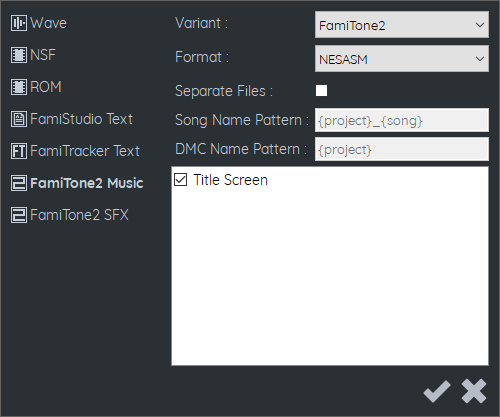 Wave
NSF
ROM
FamiStudio Text
FT FamiTracker Text
FamiTone2 Music
FamiTone2 SFX
Variant : FamiTone2
Format : NESASM
Separate Files :
Song Name Pattern : {project}_{song}
DMC Name Pattern : {project}
Title Screen